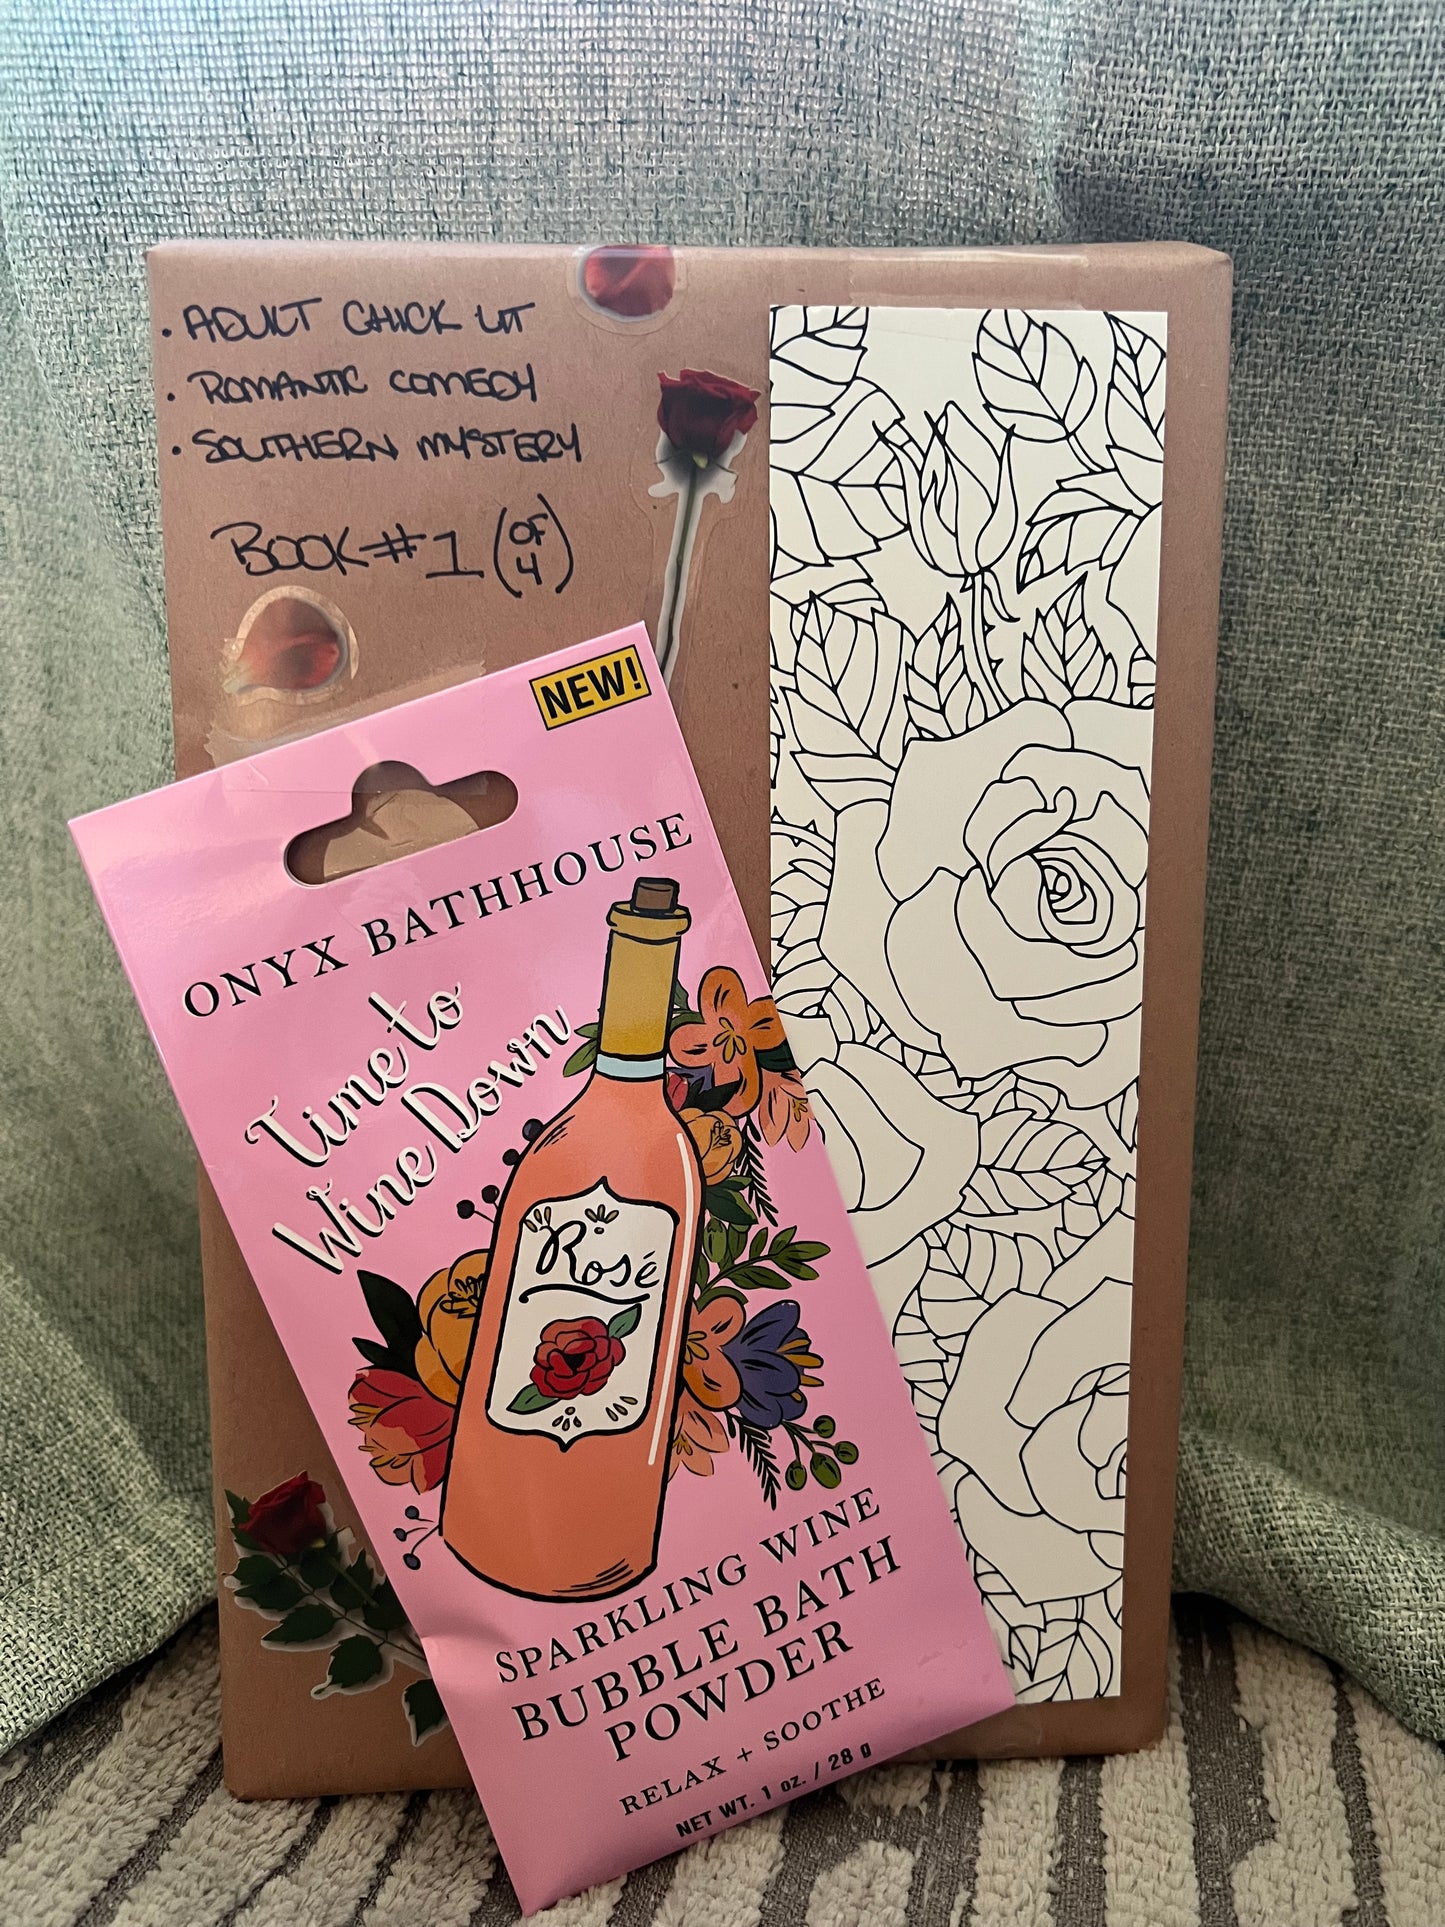 • ADULT CHICK LIT
• ROMANTIC COMEDY
• SOUTHERN MYSTERY
BOOK #1 (OF 4)
NEW!
ONYX BATHHOUSE
Time to
Wine Down
Rosé
SPARKLING WINE
BUBBLE BATH
POWDER
RELAX + SOOTHE
NET WT. 1 oz. / 28 g